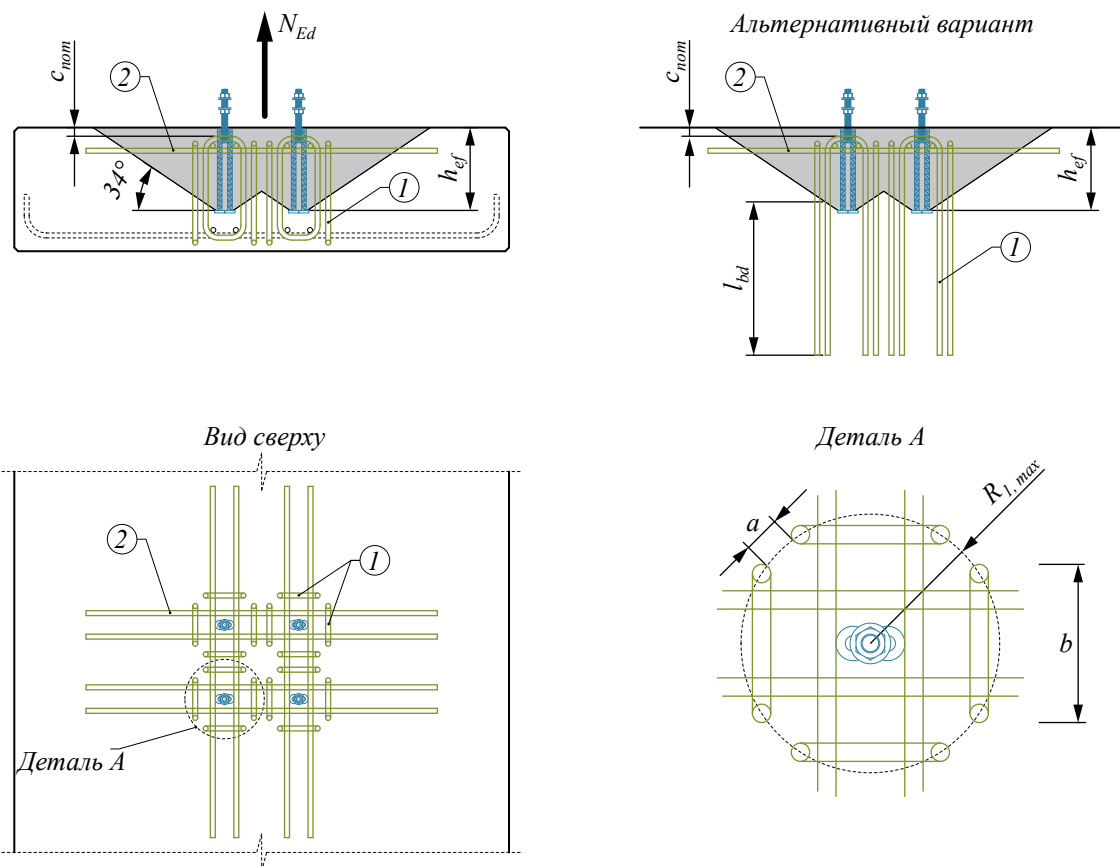 c_nom
N_Ed
2
34°
h_ef
1
Альтернативный вариант
c_nom
2
h_ef
1
l_bd
Вид сверху
2
1
Деталь А
Деталь А
R_1, max
a
b